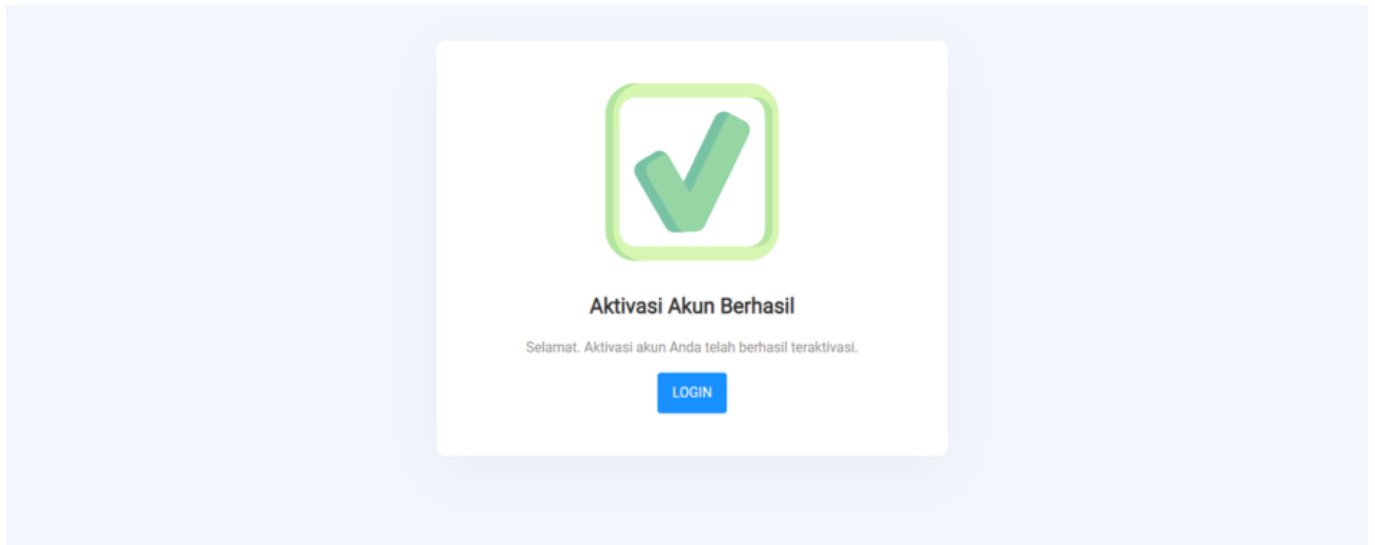 Aktivasi Akun Berhasil
Selamat. Aktivasi akun Anda telah berhasil teraktivasi.
LOGIN